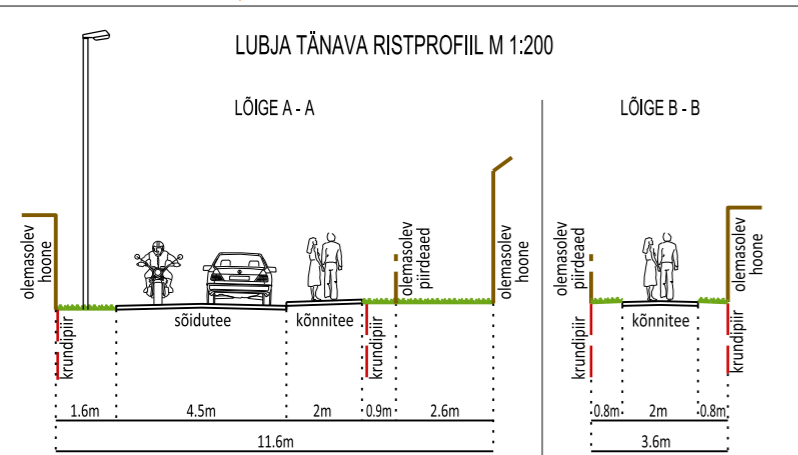 LUBJA TÄNAVA RISTPROFIIL M 1:200
LÕIGE A - A
olemasolev
hoone
olemasolev
piirdeaed
olemasolev
hoone
sõidutee
kõnnitee
krundipiir
krundipiir
1.6m
4.5m
2m
0.9m
2.6m
11.6m
LÕIGE B - B
olemasolev
piirdeaed
olemasolev
hoone
kõnnitee
krundipiir
krundipiir
0.8m
2m
0.8m
3.6m